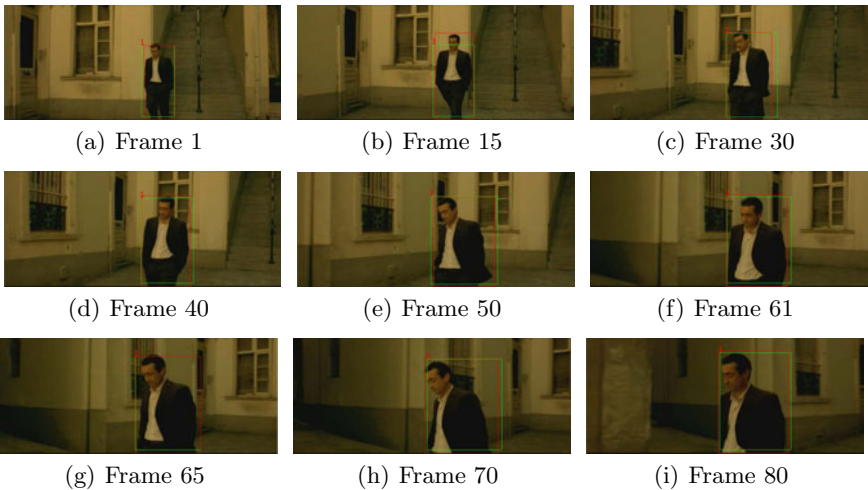 (a) Frame 1
(b) Frame 15
(c) Frame 30
(d) Frame 40
(e) Frame 50
(f) Frame 61
(g) Frame 65
(h) Frame 70
(i) Frame 80